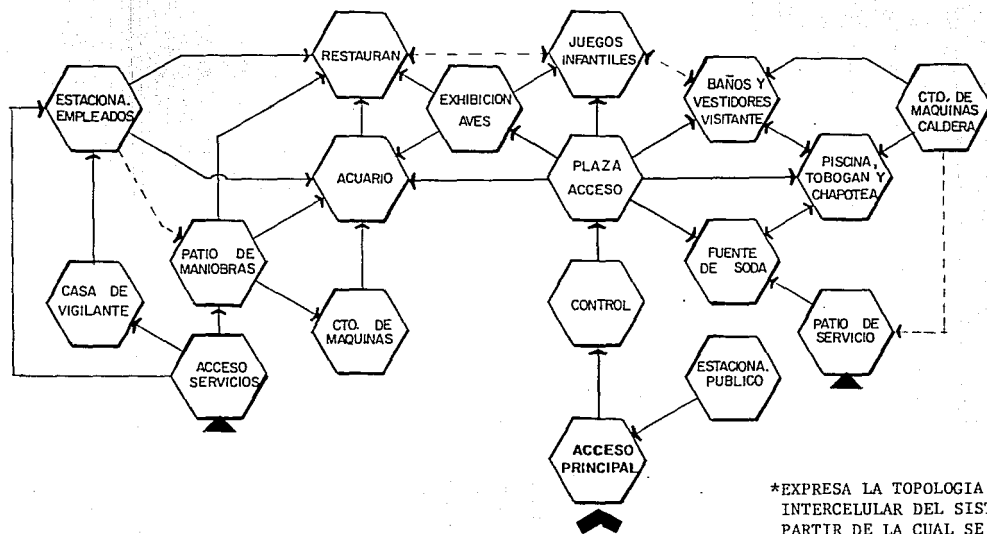 RESTAURAN
JUEGOS
INFANTILES
ESTACIONA.
EMPLEADOS
EXHIBICION
AVES
BAÑOS Y
VESTIDORES
VISITANTE
CTO. DE
MAQUINAS
CALDERA
ACUARIO
PLAZA
ACCESO
PISCINA,
TOBOGAN Y
CHAPOTEA
PATIO DE
MANIOBRAS
FUENTE
DE SODA
CASA DE
VIGILANTE
CTO. DE
MAQUINAS
CONTROL
PATIO DE
SERVICIO
ACCESO
SERVICIOS
ESTACIONA.
PUBLICO
ACCESO
PRINCIPAL
*EXPRESA LA TOPOLOGIA
INTERCELULAR DEL SIST
PARTIR DE LA CUAL SE